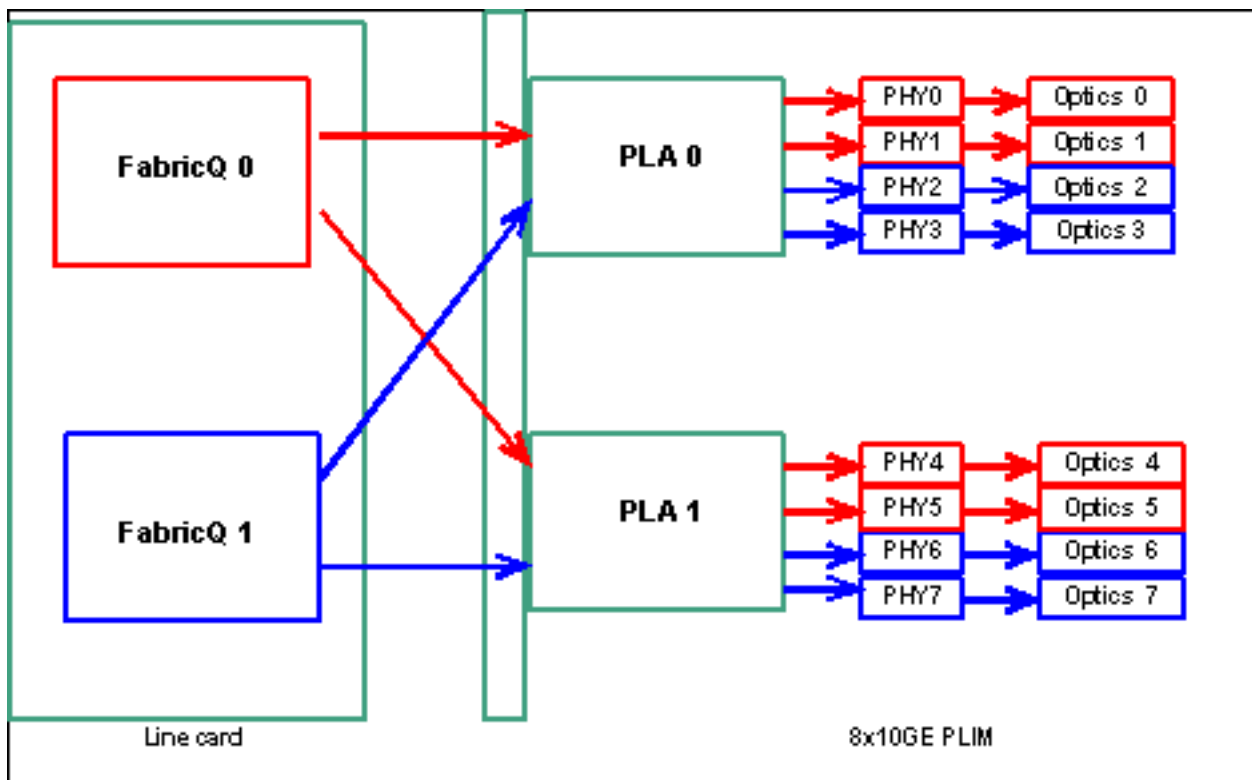 FabricQ 0
PLA 0
PHY0
Optics 0
PHY1
Optics 1
PHY2
Optics 2
PHY3
Optics 3
FabricQ 1
PLA 1
PHY4
Optics 4
PHY5
Optics 5
PHY6
Optics 6
PHY7
Optics 7
Line card
8x10GE PLIM